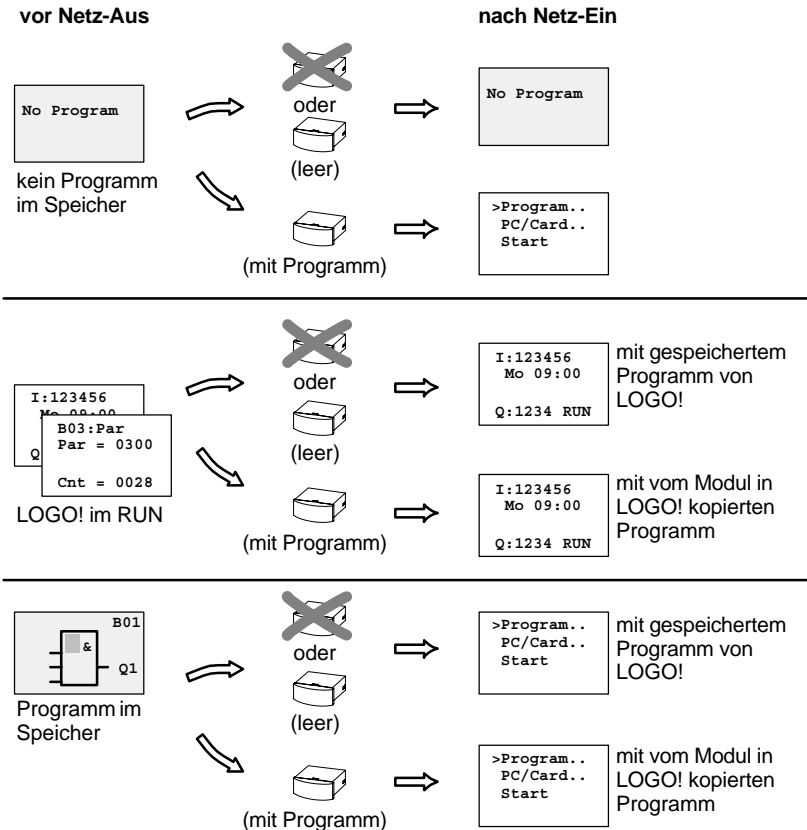 vor Netz-Aus
nach Netz-Ein
No Program
kein Programm
im Speicher
oder
(leer)
(mit Programm)
No Program
>Program..
PC/Card..
Start
I:123456
Mo 09:00
Q
B03:Par
Par = 0300
Cnt = 0028
LOGO! im RUN
oder
(leer)
(mit Programm)
I:123456
Mo 09:00
Q:1234 RUN
mit gespeichertem
Programm von
LOGO!
I:123456
Mo 09:00
Q:1234 RUN
mit vom Modul in
LOGO! kopierten
Programm
B01
&
Q1
Programm im
Speicher
oder
(leer)
(mit Programm)
>Program..
PC/Card..
Start
mit gespeichertem
Programm von
LOGO!
>Program..
PC/Card..
Start
mit vom Modul in
LOGO! kopierten
Programm